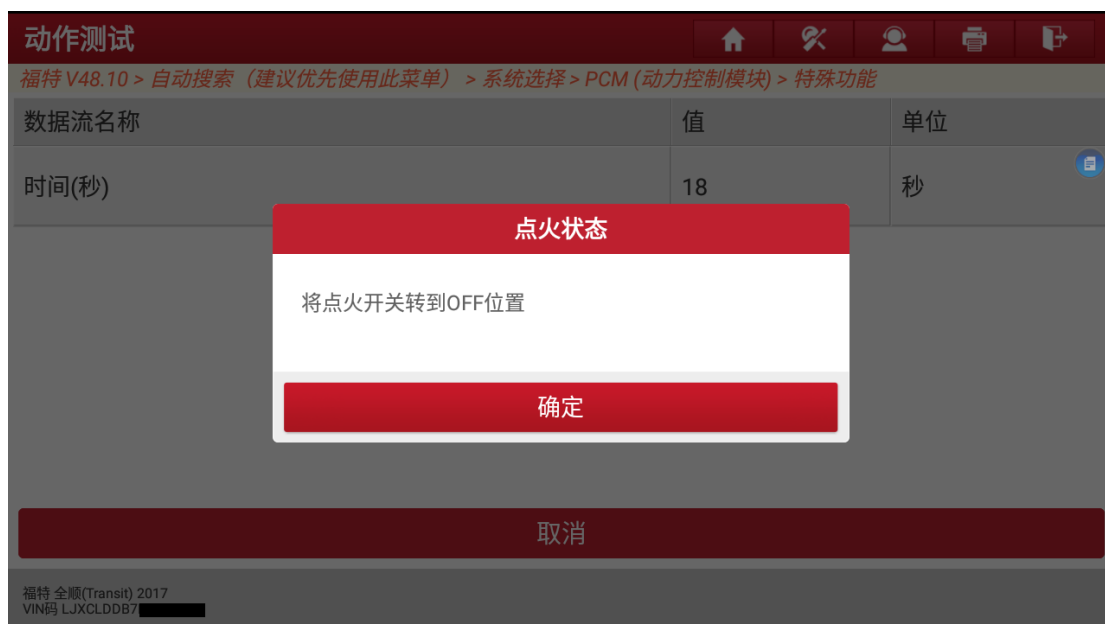 动作测试
福特 V48.10 > 自动搜索（建议优先使用此菜单） > 系统选择 > PCM (动力控制模块) > 特殊功能
数据流名称 值 单位
时间(秒) 18 秒
点火状态
将点火开关转到OFF位置
确定
取消
福特 全顺(Transit) 2017
VIN码 LJXCLDDB7